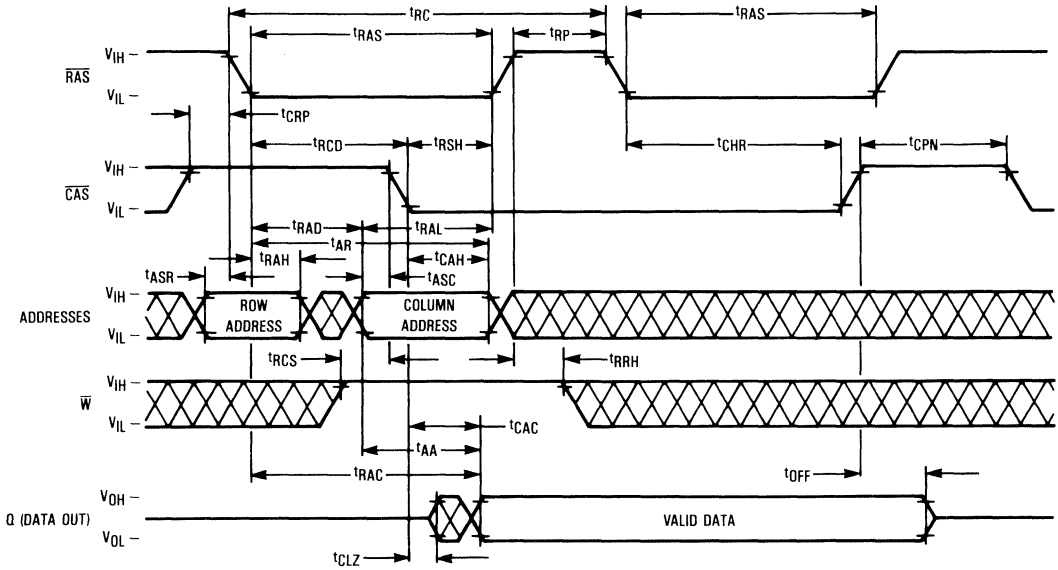 tRC
tRAS tRP tRAS
RAS VIH
VIL
tCRP
tRCD tRSH tCHR tCPN
CAS VIH
VIL
tRAD tRAL
tAR
tRAH tCAH
tASR tASC
ADDRESSES VIH
VIL
ROW ADDRESS
COLUMN ADDRESS
tRCS tRRH
W VIH
VIL
tCAC
tAA
tRAC
tOFF
Q (DATA OUT) VOH
VOL
VALID DATA
tCLZ